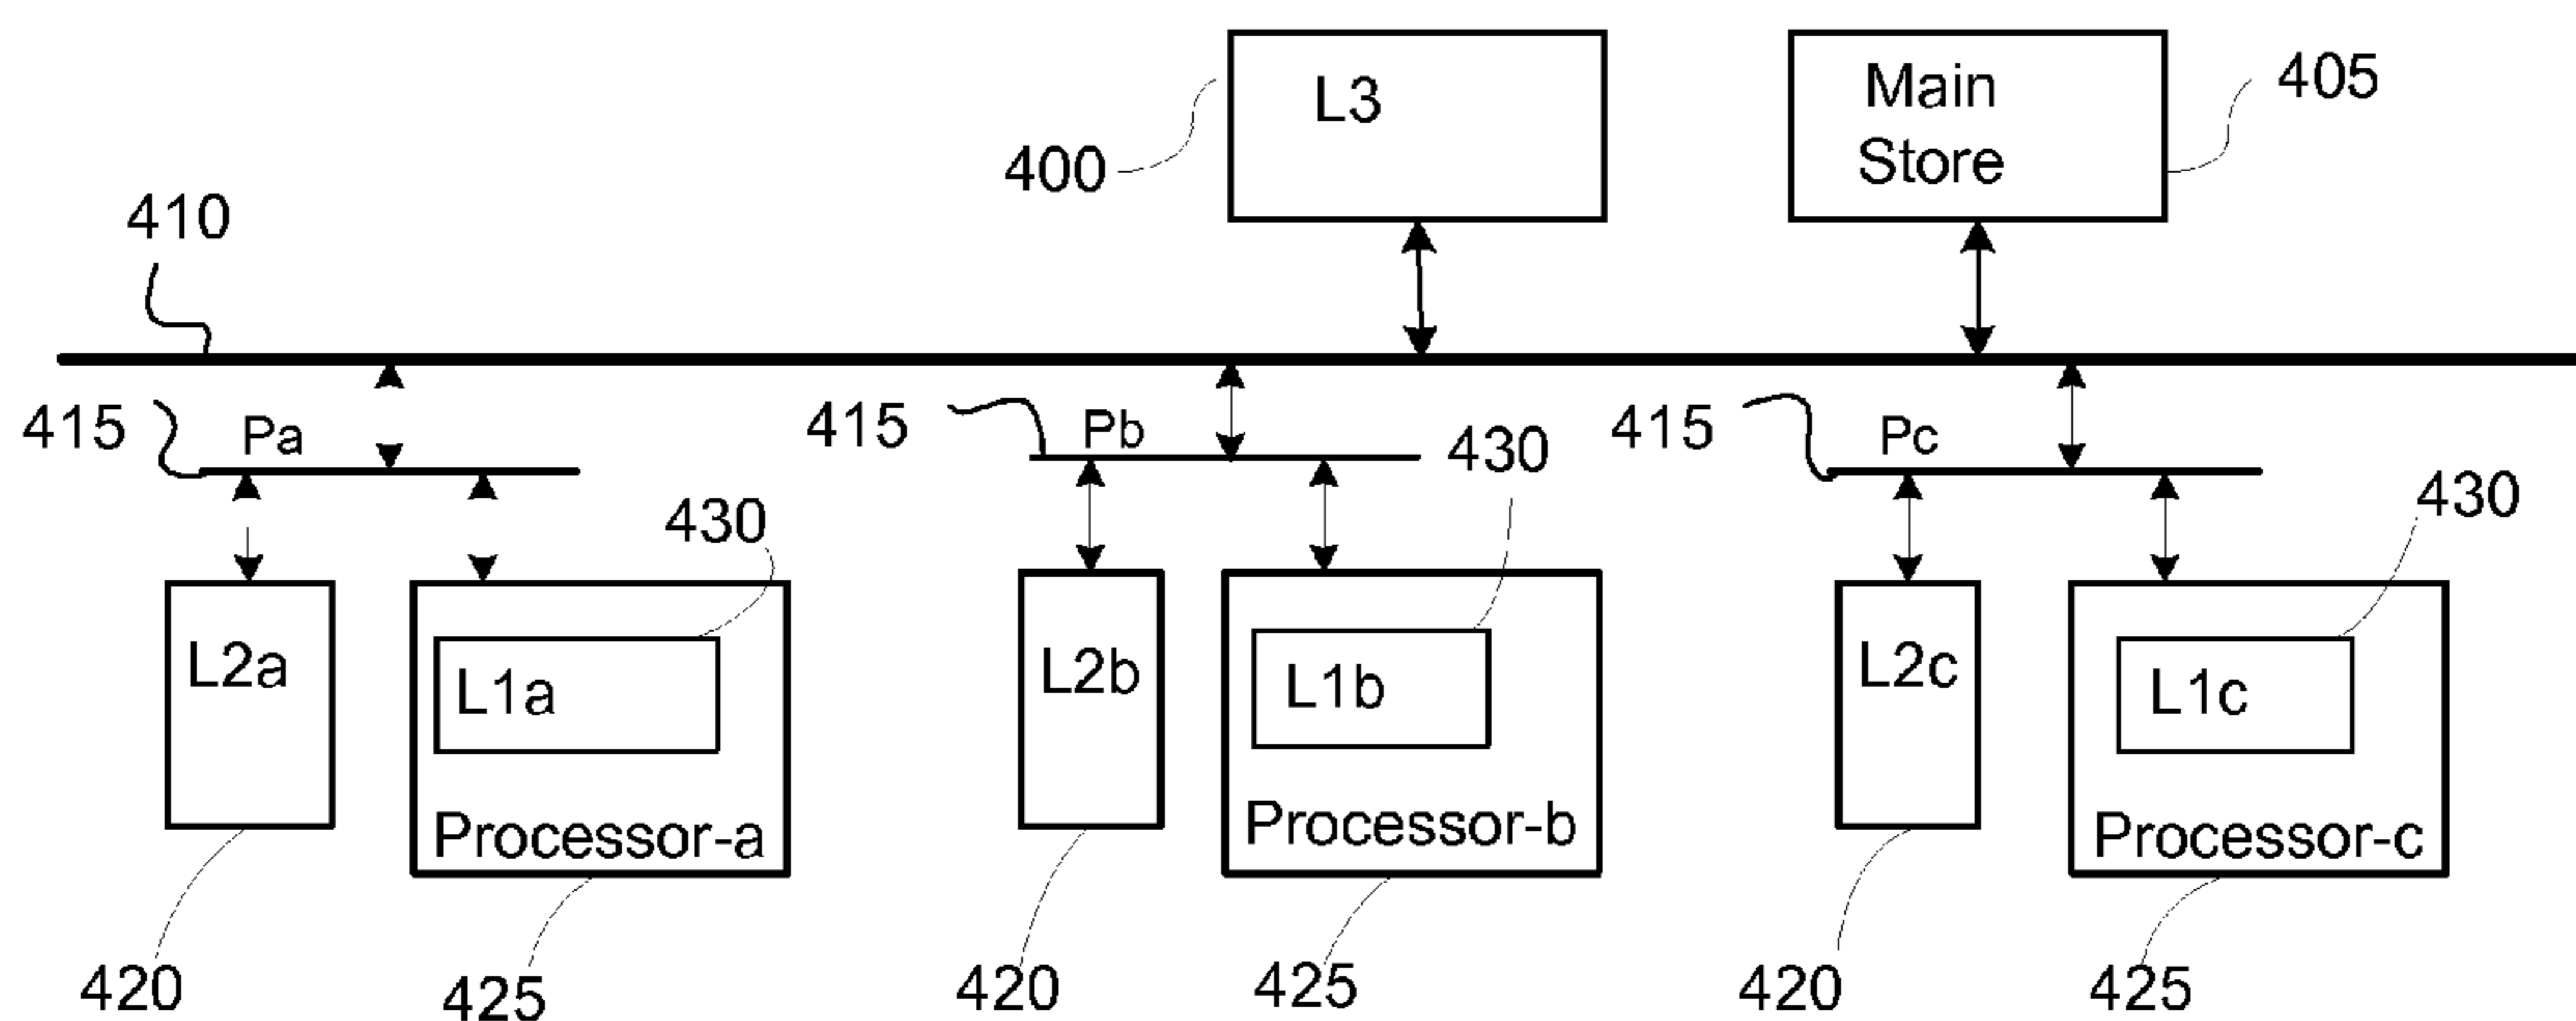 L3
Main
Store
405
400
410
415
Pa
415
Pb
430
415
Pc
430
430
L2a
L1a
L2b
L1b
L2c
L1c
Processor-a
Processor-b
Processor-c
420
425
420
425
420
425